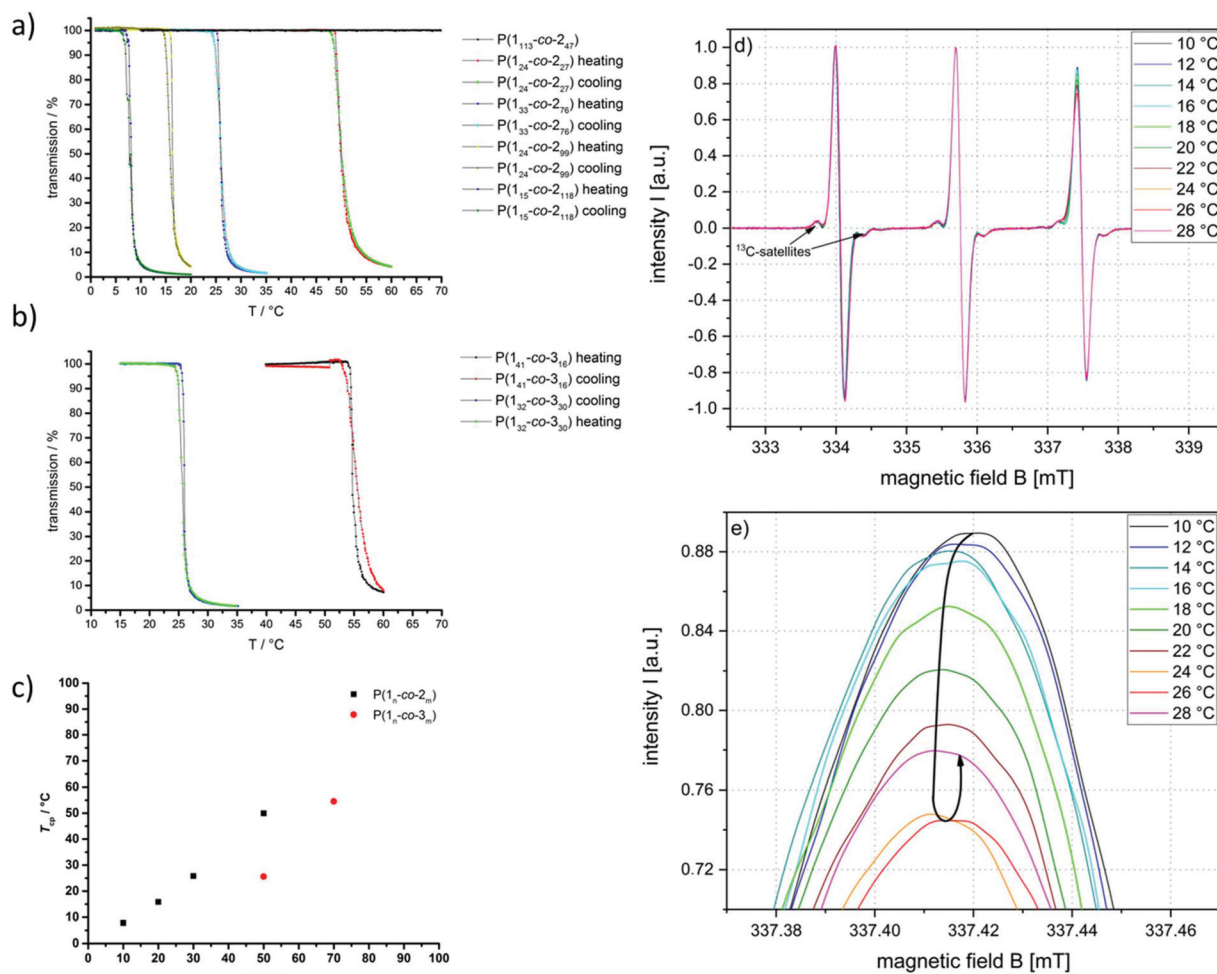 a)
100
90
80
70
60
50
40
30
20
10
0
transmission / %
0 5 10 15 20 25 30 35 40 45 50 55 60 65 70
T / °C
P(1₁₁₃-co-2₄₇)
P(1₂₄-co-2₂₇) heating
P(1₂₄-co-2₂₇) cooling
P(1₃₃-co-2₇₆) heating
P(1₃₃-co-2₇₆) cooling
P(1₂₄-co-2₉₉) heating
P(1₂₄-co-2₉₉) cooling
P(1₁₅-co-2₁₁₈) heating
P(1₁₅-co-2₁₁₈) cooling
b)
100
90
80
70
60
50
40
30
20
10
0
transmission / %
10 15 20 25 30 35 40 45 50 55 60 65 70
T / °C
P(1₄₁-co-3₁₆) heating
P(1₄₁-co-3₁₆) cooling
P(1₃₂-co-3₃₀) cooling
P(1₃₂-co-3₃₀) heating
c)
100
90
80
70
60
50
40
30
20
10
0
T_cp / °C
0 10 20 30 40 50 60 70 80 90 100
P(1ₙ-co-2ₘ)
P(1ₙ-co-3ₘ)
d)
1.0
0.8
0.6
0.4
0.2
0.0
-0.2
-0.4
-0.6
-0.8
-1.0
intensity I [a.u.]
¹³C-satellites
333 334 335 336 337 338 339
magnetic field B [mT]
10 °C
12 °C
14 °C
16 °C
18 °C
20 °C
22 °C
24 °C
26 °C
28 °C
e)
0.88
0.84
0.80
0.76
0.72
intensity I [a.u.]
337.38 337.40 337.42 337.44 337.46
magnetic field B [mT]
10 °C
12 °C
14 °C
16 °C
18 °C
20 °C
22 °C
24 °C
26 °C
28 °C